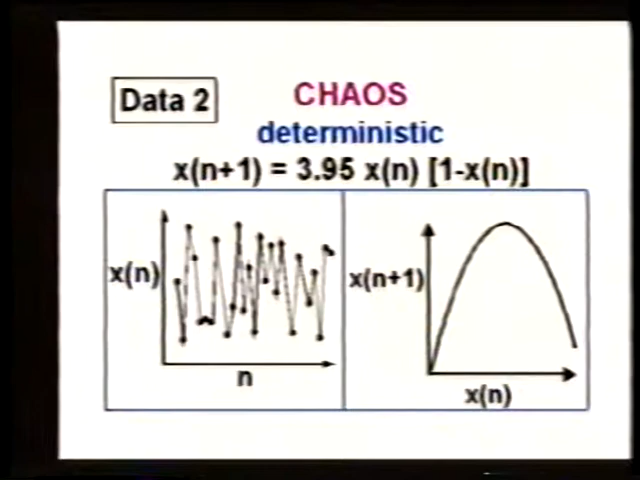 Data 2
CHAOS
deterministic
x(n+1) = 3.95 x(n) [1-x(n)]
x(n)
n
x(n+1)
x(n)